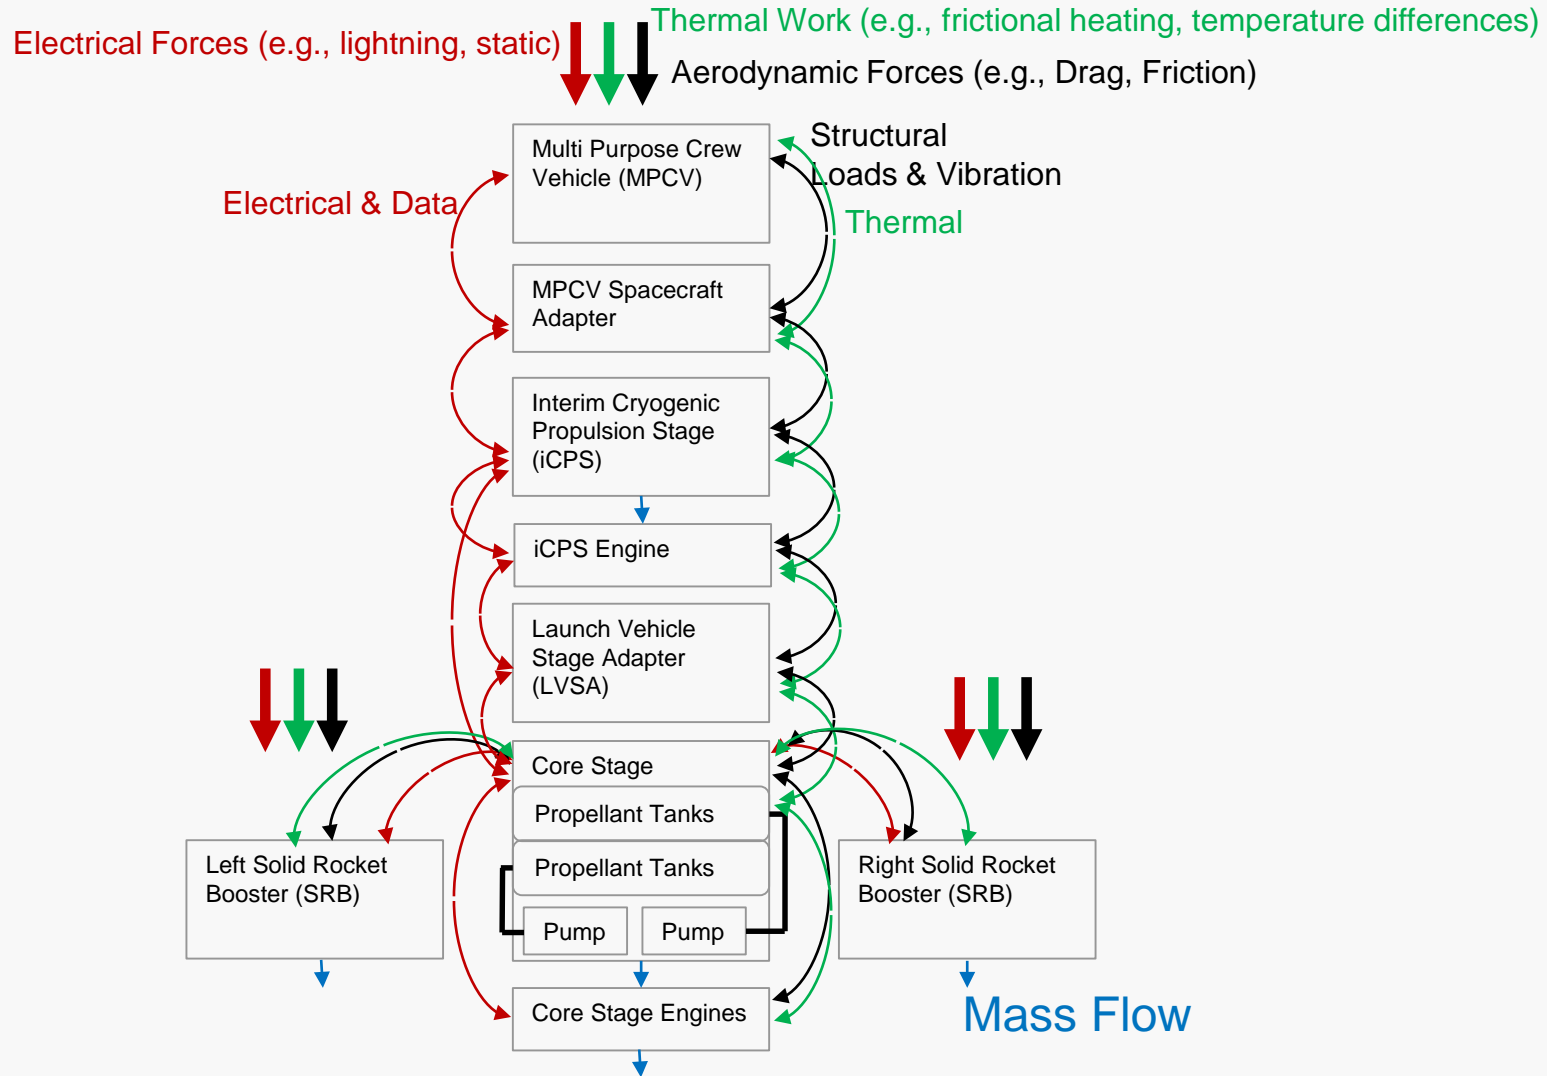 Thermal Work (e.g., frictional heating, temperature differences)
Electrical Forces (e.g., lightning, static)
Aerodynamic Forces (e.g., Drag, Friction)
Multi Purpose Crew
Vehicle (MPCV)
Structural
Loads & Vibration
Electrical & Data
Thermal
MPCV Spacecraft
Adapter
Interim Cryogenic
Propulsion Stage
(iCPS)
iCPS Engine
Launch Vehicle
Stage Adapter
(LVSA)
Core Stage
Propellant Tanks
Propellant Tanks
Pump
Pump
Left Solid Rocket
Booster (SRB)
Right Solid Rocket
Booster (SRB)
Core Stage Engines
Mass Flow